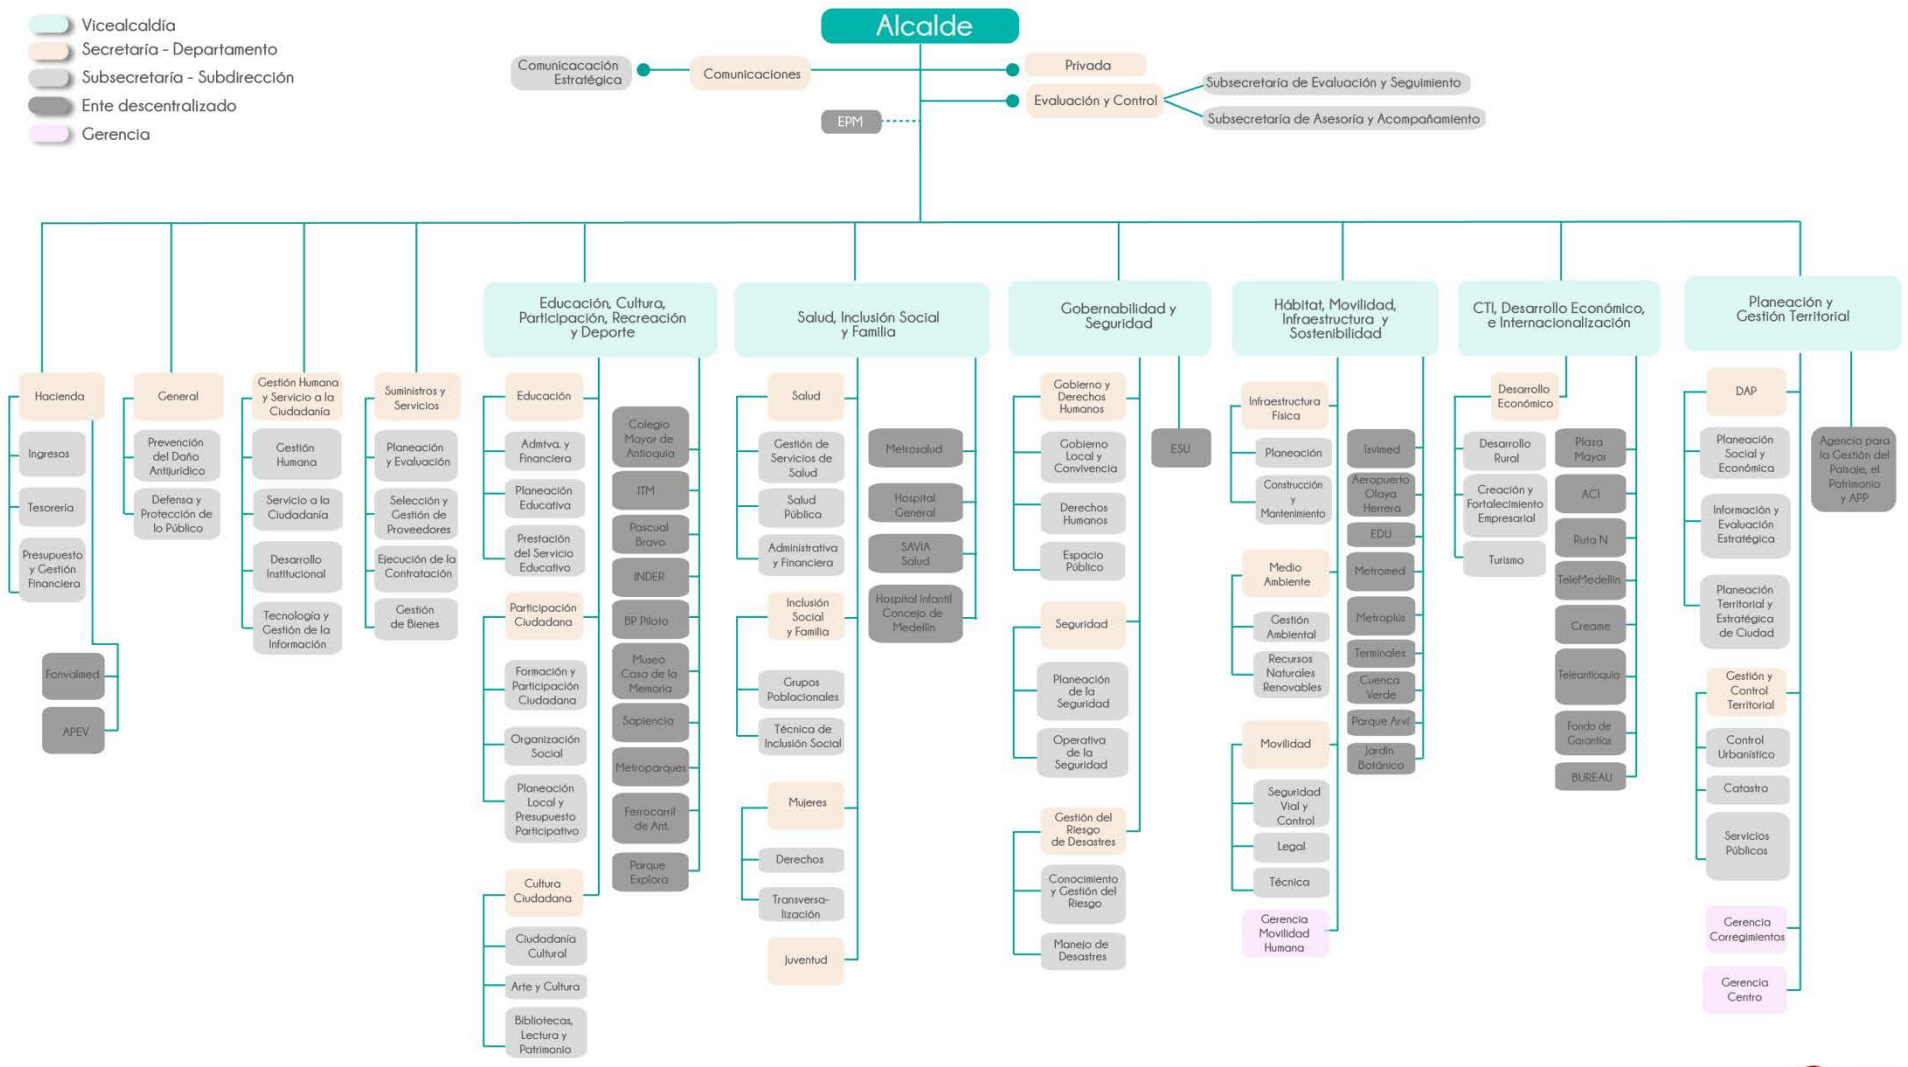 Vicealcaldía
Secretaría - Departamento
Subsecretaría - Subdirección
Ente descentralizado
Gerencia
Alcalde
Comunicacación
Estratégica
Comunicaciones
Privada
Evaluación y Control
Subsecretaría de Evaluación y Seguimiento
Subsecretaría de Asesoría y Acompañamiento
EPM
Hacienda
Ingresos
Tesorería
Presupuesto
y Gestión
Financiera
Fonvalmed
APEV
General
Prevención
del Daño
Antijurídico
Defensa y
Protección de
lo Público
Gestión Humana
y Servicio a la
Ciudadanía
Gestión
Humana
Servicio a la
Ciudadanía
Desarrollo
Institucional
Tecnología y
Gestión de la
Información
Suministros y
Servicios
Planeación
y Evaluación
Selección y
Gestión de
Proveedores
Ejecución de la
Contratación
Gestión
de Bienes
Educación, Cultura,
Participación, Recreación
y Deporte
Educación
Admtva. y
Financiera
Planeación
Educativa
Prestación
del Servicio
Educativo
Participación
Ciudadana
Formación y
Participación
Ciudadana
Organización
Social
Planeación
Local y
Presupuesto
Participativo
Cultura
Ciudadana
Ciudadanía
Cultural
Arte y Cultura
Bibliotecas,
Lectura y
Patrimonio
Colegio
Mayor de
Antioquia
ITM
Pascual
Bravo
INDER
BP Piloto
Museo
Casa de la
Memoria
Sapiencia
Metroparques
Ferrocarril
de Ant.
Parque
Explora
Salud, Inclusión Social
y Familia
Salud
Gestión de
Servicios de
Salud
Salud
Pública
Administrativa
y Financiera
Inclusión
Social
y Familia
Grupos
Poblacionales
Técnica de
Inclusión Social
Mujeres
Derechos
Transversa-
lización
Juventud
Metrosalud
Hospital
General
SAVIA
Salud
Hospital Infantil
Concejo de
Medellín
Gobernabilidad y
Seguridad
Gobierno y
Derechos
Humanos
Gobierno
Local y
Convivencia
Derechos
Humanos
Espacio
Público
Seguridad
Planeación
de la
Seguridad
Operativa
de la
Seguridad
Gestión del
Riesgo
de Desastres
Conocimiento
y Gestión del
Riesgo
Manejo de
Desastres
ESU
Hábitat, Movilidad,
Infraestructura y
Sostenibilidad
Infraestructura
Física
Planeación
Construcción
y
Mantenimiento
Medio
Ambiente
Gestión
Ambiental
Recursos
Naturales
Renovables
Movilidad
Seguridad
Vial y
Control
Legal
Técnica
Gerencia
Movilidad
Humana
Isvimed
Aeropuerto
Olaya
Herrera
EDU
Metromed
Metroplús
Terminales
Cuenca
Verde
Parque Arví
Jardín
Botánico
CTI, Desarrollo Económico,
e Internacionalización
Desarrollo
Económico
Desarrollo
Rural
Creación y
Fortalecimiento
Empresarial
Turismo
Plaza
Mayor
ACI
Ruta N
TeleMedellín
Creame
Teleantioquia
Fondo de
Garantías
BUREAU
Planeación y
Gestión Territorial
DAP
Planeación
Social y
Económica
Información y
Evaluación
Estratégica
Planeación
Territorial y
Estratégica
de Ciudad
Gestión y
Control
Territorial
Control
Urbanístico
Catastro
Servicios
Públicos
Gerencia
Corregimientos
Gerencia
Centro
Agencia para
la Gestión del
Paisaje, el
Patrimonio
y APP